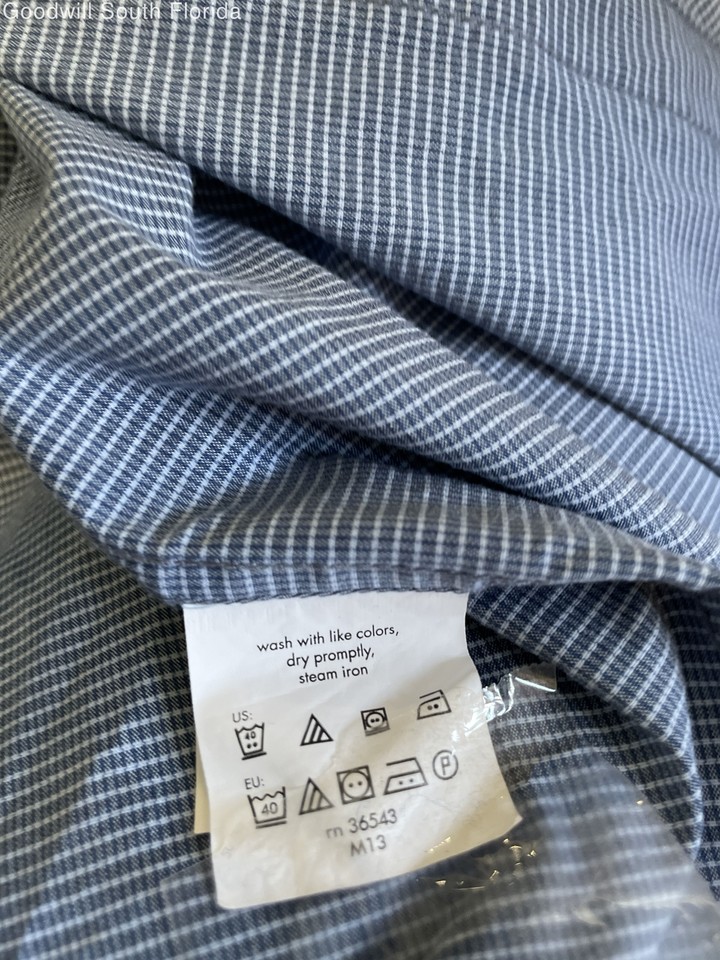 Goodwill South Florida
wash with like colors,
dry promptly,
steam iron
US:
40
EU:
40
P
rn 36543
M13